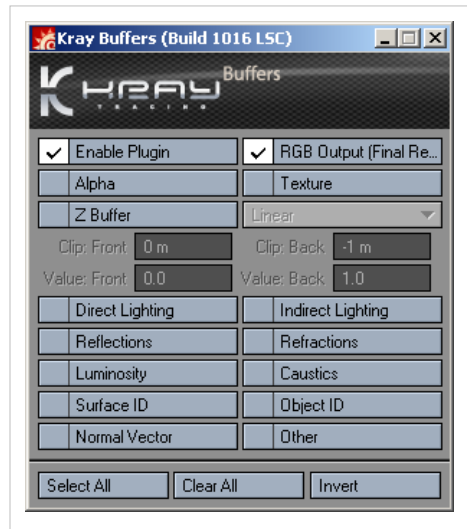 Kray Buffers (Build 1016 LSC)
KRAY Buffers
TRACING
Enable Plugin
RGB Output (Final Re...
Alpha
Texture
Z Buffer
Linear
Clip: Front 0 m
Clip: Back -1 m
Value: Front 0.0
Value: Back 1.0
Direct Lighting
Indirect Lighting
Reflections
Refractions
Luminosity
Caustics
Surface ID
Object ID
Normal Vector
Other
Select All
Clear All
Invert